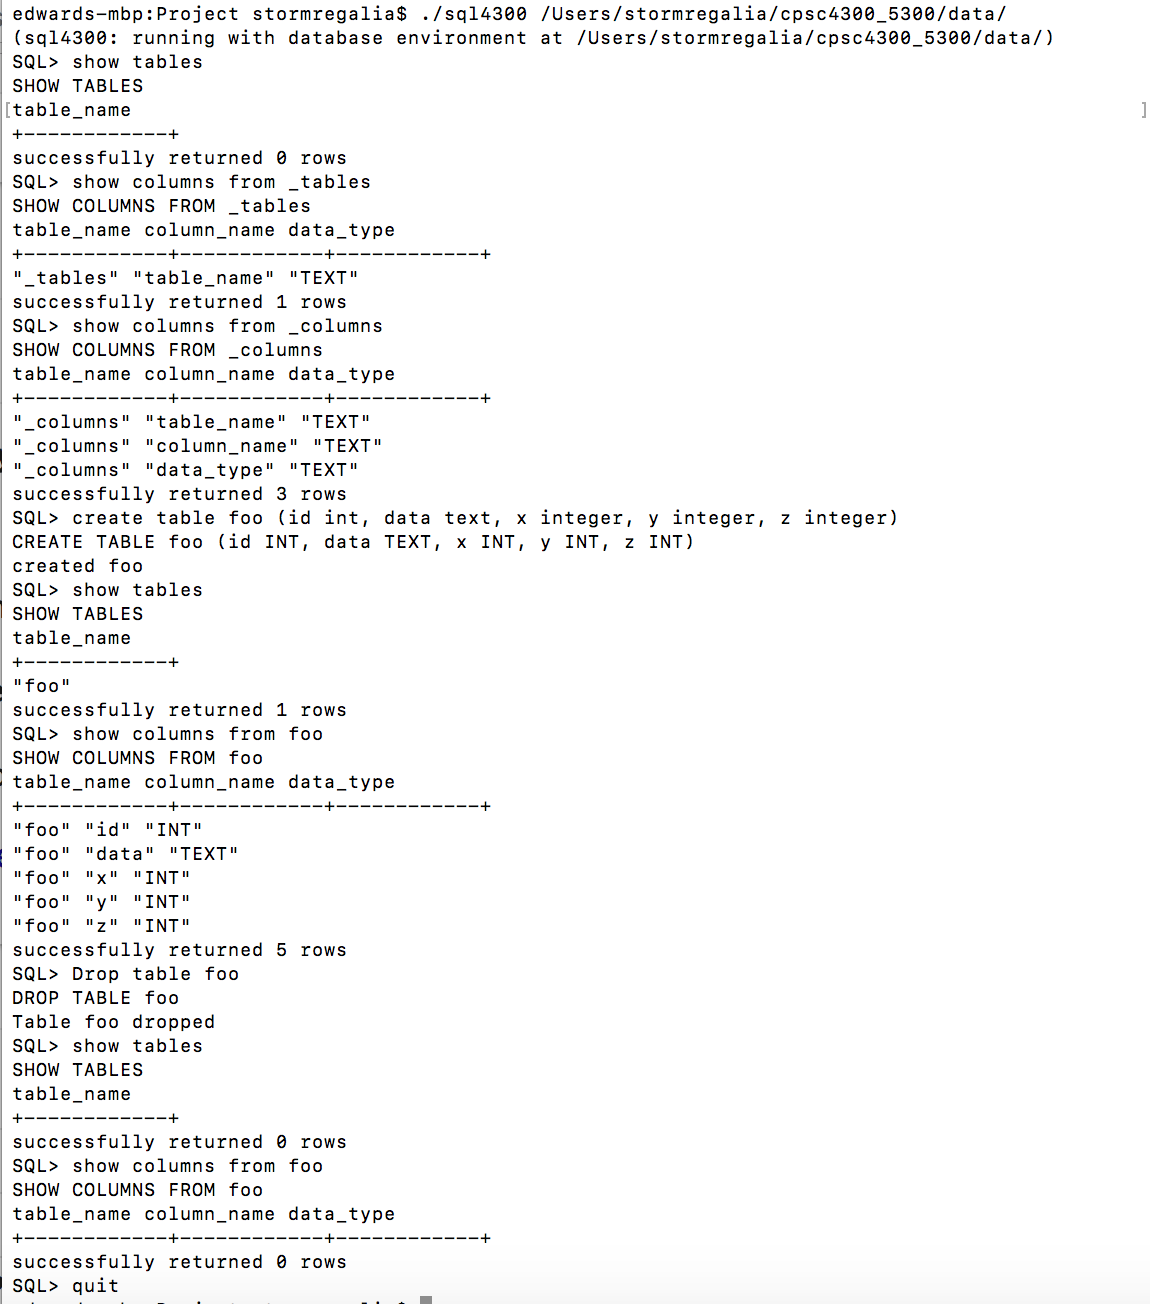 edwards-mbp:Project stormregalia$ ./sql4300 /Users/stormregalia/cpsc4300_5300/data/
(sql4300: running with database environment at /Users/stormregalia/cpsc4300_5300/data/)
SQL> show tables
SHOW TABLES
[table_name ]
+------------+
successfully returned 0 rows
SQL> show columns from _tables
SHOW COLUMNS FROM _tables
table_name column_name data_type
+------------+------------+------------+
"_tables" "table_name" "TEXT"
successfully returned 1 rows
SQL> show columns from _columns
SHOW COLUMNS FROM _columns
table_name column_name data_type
+------------+------------+------------+
"_columns" "table_name" "TEXT"
"_columns" "column_name" "TEXT"
"_columns" "data_type" "TEXT"
successfully returned 3 rows
SQL> create table foo (id int, data text, x integer, y integer, z integer)
CREATE TABLE foo (id INT, data TEXT, x INT, y INT, z INT)
created foo
SQL> show tables
SHOW TABLES
table_name
+------------+
"foo"
successfully returned 1 rows
SQL> show columns from foo
SHOW COLUMNS FROM foo
table_name column_name data_type
+------------+------------+------------+
"foo" "id" "INT"
"foo" "data" "TEXT"
"foo" "x" "INT"
"foo" "y" "INT"
"foo" "z" "INT"
successfully returned 5 rows
SQL> Drop table foo
DROP TABLE foo
Table foo dropped
SQL> show tables
SHOW TABLES
table_name
+------------+
successfully returned 0 rows
SQL> show columns from foo
SHOW COLUMNS FROM foo
table_name column_name data_type
+------------+------------+------------+
successfully returned 0 rows
SQL> quit